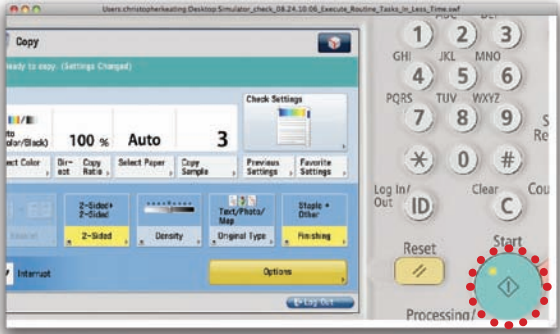 Users:christopherkeating:Desktop:Simulator_check_08.24.10:06_Execute_Routine_Tasks_In_Less_Time.swf
Copy
Ready to copy. (Settings Changed)
Check Settings
100 % Auto 3
Select Color
Direct
Copy Ratio
Select Paper
Copy Sample
Previous Settings
Favorite Settings
2-Sided▸
2-Sided
2-Sided
Density
Text/Photo/
Map
Original Type
Staple +
Other
Finishing
Interrupt
Options
Log Out
ABC DEF
1 2 3
GHI JKL MNO
4 5 6
PQRS TUV WXYZ
7 8 9
* 0 #
Log In/
Out
ID
Clear
C
Reset
Start
Processing/